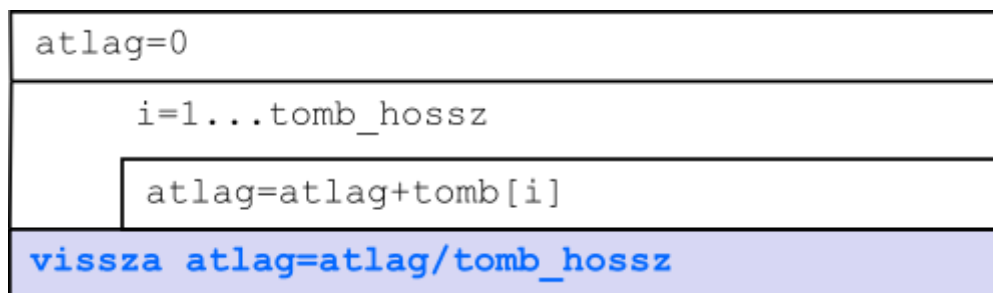 atlag=0
i=1...tomb_hossz
atlag=atlag+tomb[i]
vissza atlag=atlag/tomb_hossz